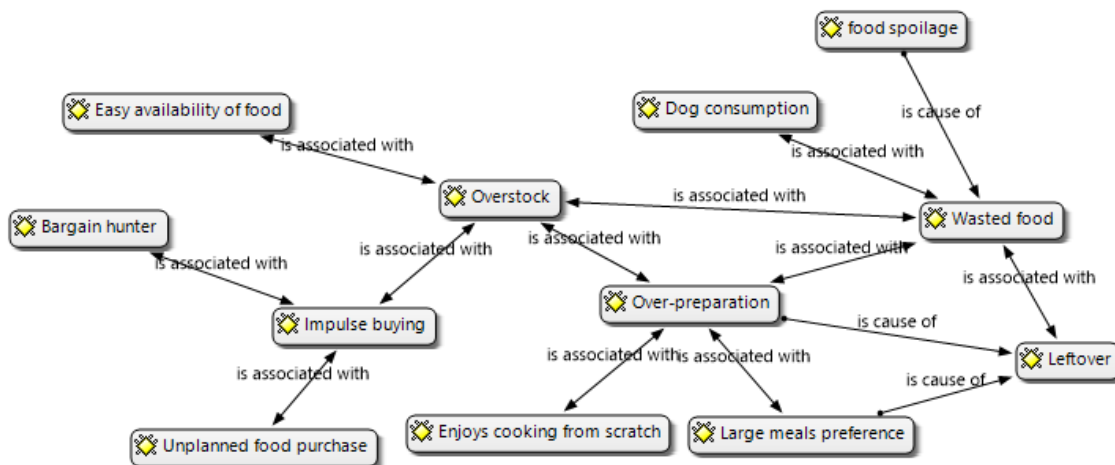 food spoilage
Easy availability of food
Dog consumption
is cause of
is associated with
is associated with
Overstock
is associated with
Wasted food
Bargain hunter
is associated with
is associated with
is associated with
is associated with
is associated with
Over-preparation
Impulse buying
is cause of
is associated with
is associated with
is associated with
Leftover
is cause of
Unplanned food purchase
Enjoys cooking from scratch
Large meals preference